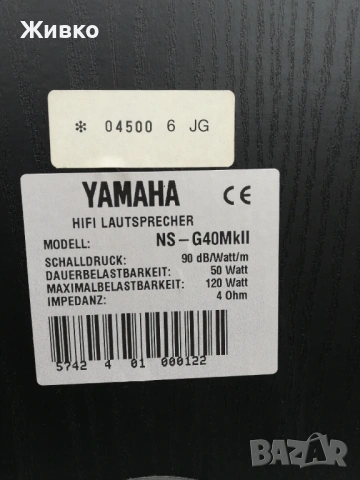 Живко
* 04500 6 JG
YAMAHA CE
HIFI LAUTSPRECHER
MODELL: NS-G40MkII
SCHALLDRUCK: 90 dB/Watt/m
DAUERBELASTBARKEIT: 50 Watt
MAXIMALBELASTBARKEIT: 120 Watt
IMPEDANZ: 4 Ohm
5742 4 01 000122
BAZAR